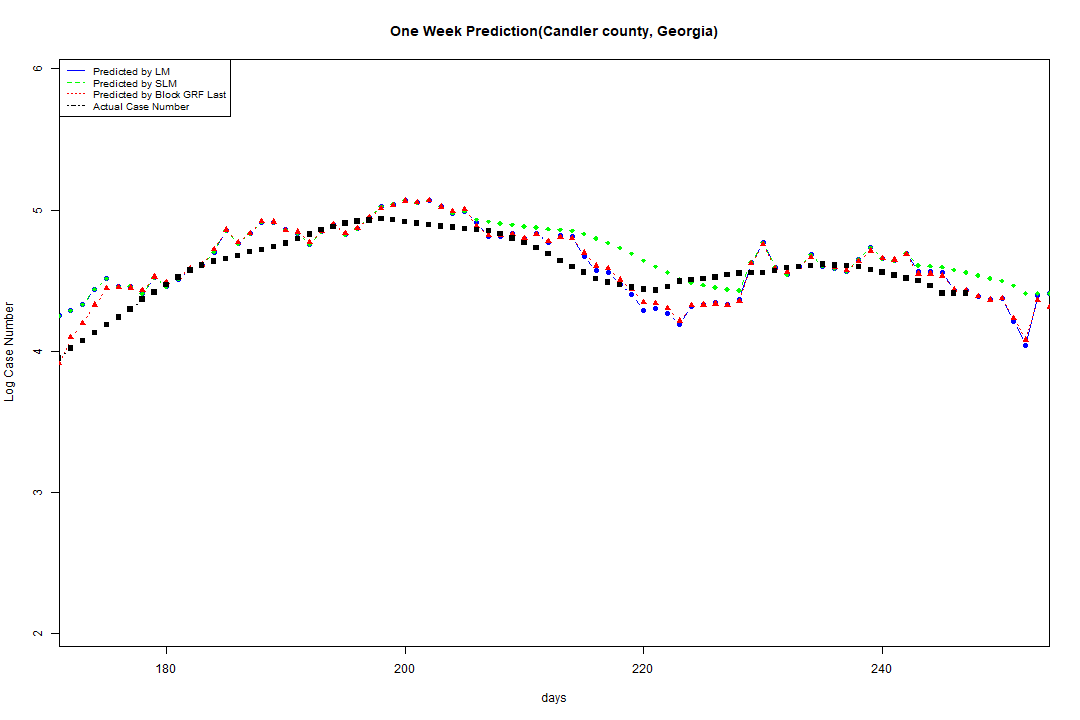 One Week Prediction(Candler county, Georgia)
Predicted by LM
Predicted by SLM
Predicted by Block GRF Last
Actual Case Number
6
5
4
3
2
Log Case Number
180 200 220 240
days